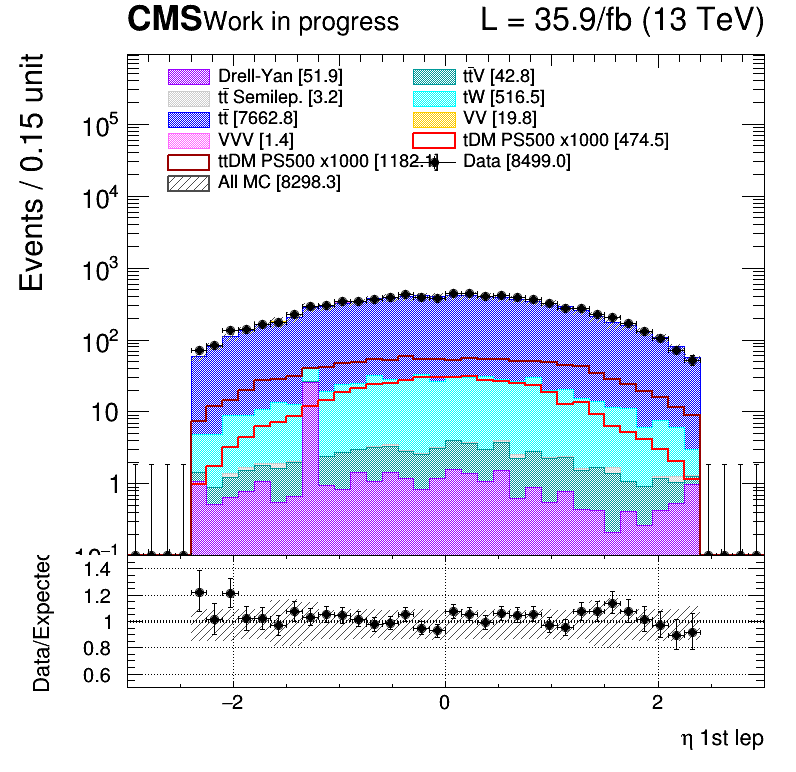 CMS Work in progress L = 35.9/fb (13 TeV)
Events / 0.15 unit
Drell-Yan [51.9] tt̄V [42.8]
tt̄ Semilep. [3.2] tW [516.5]
tt̄ [7662.8] VV [19.8]
VVV [1.4] tDM PS500 x1000 [474.5]
ttDM PS500 x1000 [1182.1] Data [8499.0]
All MC [8298.3]
10⁵
10⁴
10³
10²
10
1
10⁻¹
Data/Expected
1.4
1.2
1
0.8
0.6
−2 0 2
η 1st lep